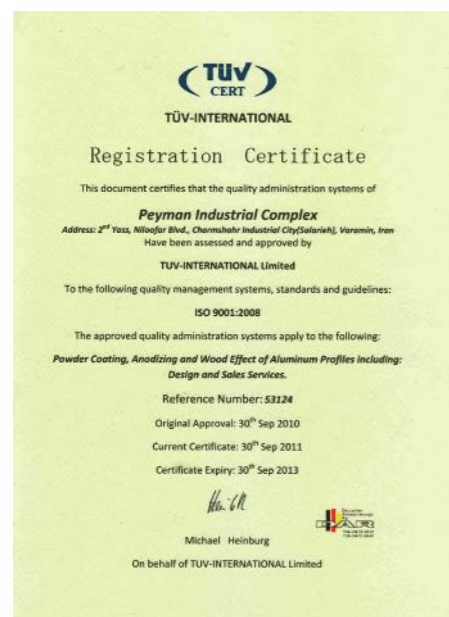 TÜV
CERT
TÜV-INTERNATIONAL
Registration Certificate
This document certifies that the quality administration systems of
Peyman Industrial Complex
Address: 2nd Yass, Niloofar Blvd., Charmshahr Industrial City(Salarieh), Varamin, Iran
Have been assessed and approved by
TUV-INTERNATIONAL Limited
To the following quality management systems, standards and guidelines:
ISO 9001:2008
The approved quality administration systems apply to the following:
Powder Coating, Anodizing and Wood Effect of Aluminum Profiles including:
Design and Sales Services.
Reference Number: 53124
Original Approval: 30th Sep 2010
Current Certificate: 30th Sep 2011
Certificate Expiry: 30th Sep 2013
DAR
Michael Heinburg
On behalf of TUV-INTERNATIONAL Limited